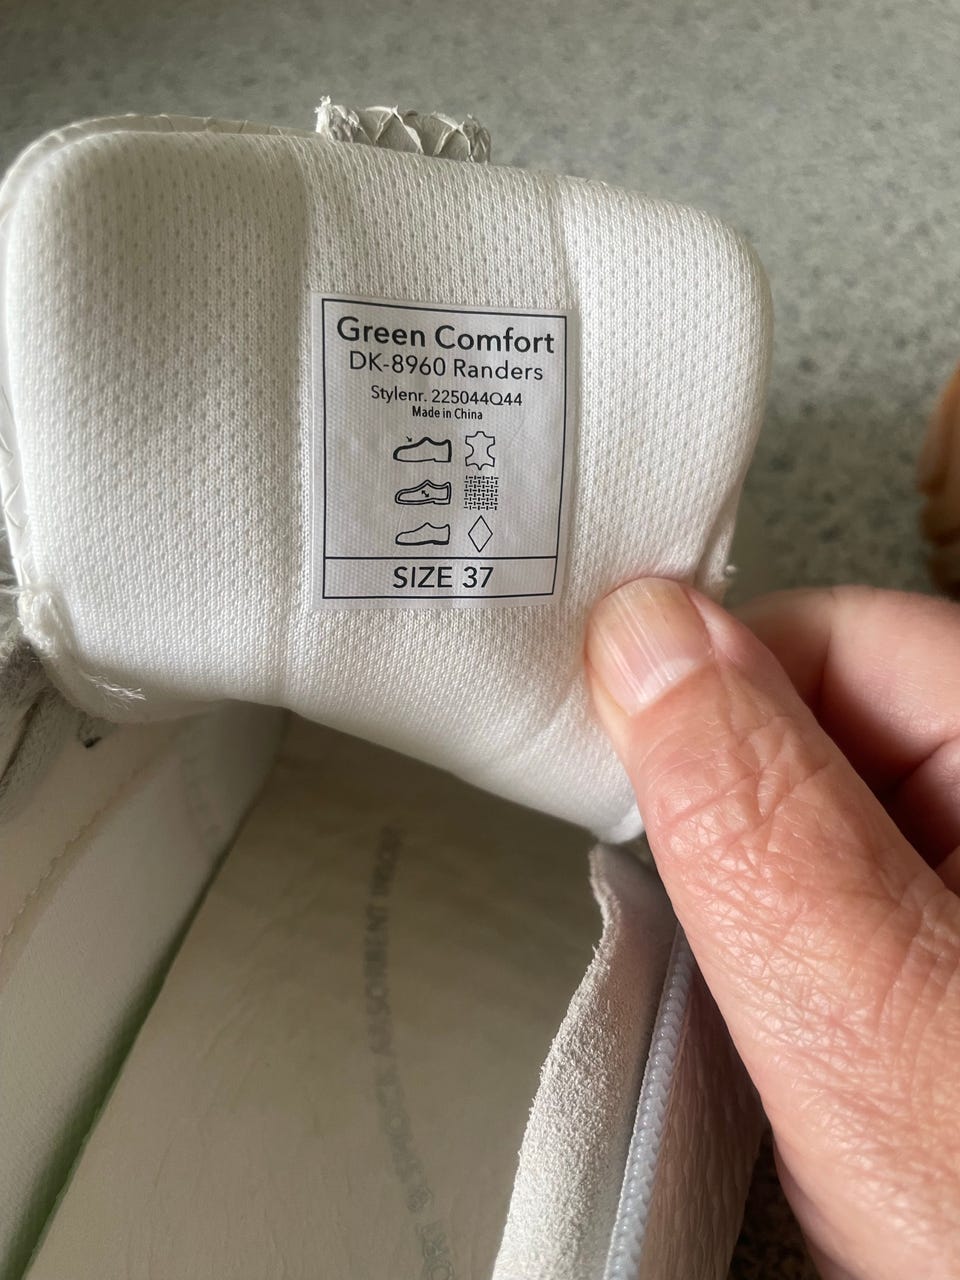 Green Comfort
DK-8960 Randers
Stylenr. 225044Q44
Made in China
SIZE 37